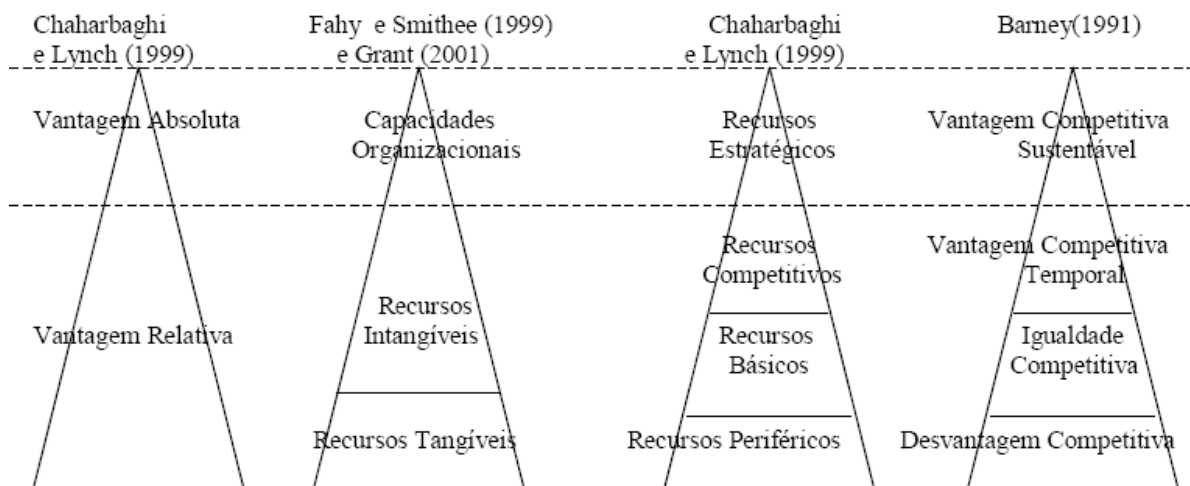 Chaharbaghi
e Lynch (1999)
Fahy e Smithee (1999)
e Grant (2001)
Chaharbaghi
e Lynch (1999)
Barney(1991)
Vantagem Absoluta
Capacidades
Organizacionais
Recursos
Estratégicos
Vantagem Competitiva
Sustentável
Vantagem Relativa
Recursos
Intangíveis
Recursos
Competitivos
Vantagem Competitiva
Temporal
Recursos
Básicos
Igualdade
Competitiva
Recursos Tangíveis
Recursos Periféricos
Desvantagem Competitiva